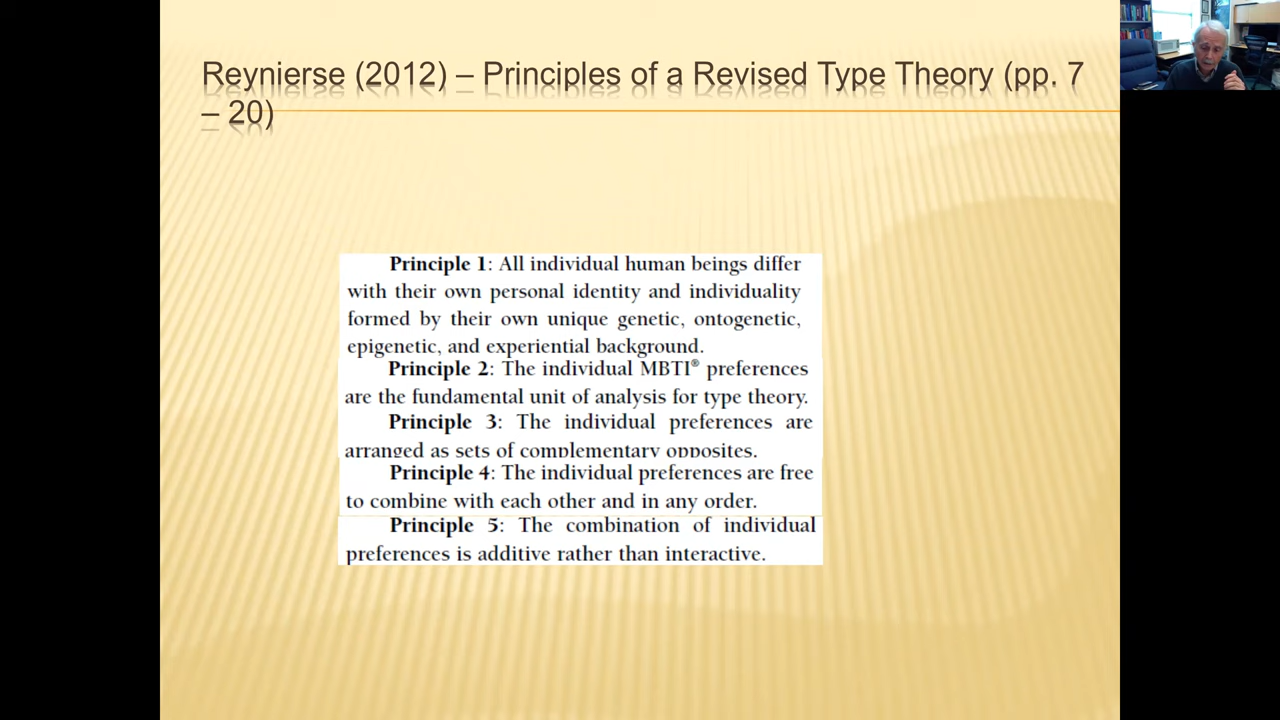 Reynierse (2012) – Principles of a Revised Type Theory (pp. 7
– 20)
Principle 1: All individual human beings differ
with their own personal identity and individuality
formed by their own unique genetic, ontogenetic,
epigenetic, and experiential background.
Principle 2: The individual MBTI® preferences
are the fundamental unit of analysis for type theory.
Principle 3: The individual preferences are
arranged as sets of complementary opposites.
Principle 4: The individual preferences are free
to combine with each other and in any order.
Principle 5: The combination of individual
preferences is additive rather than interactive.